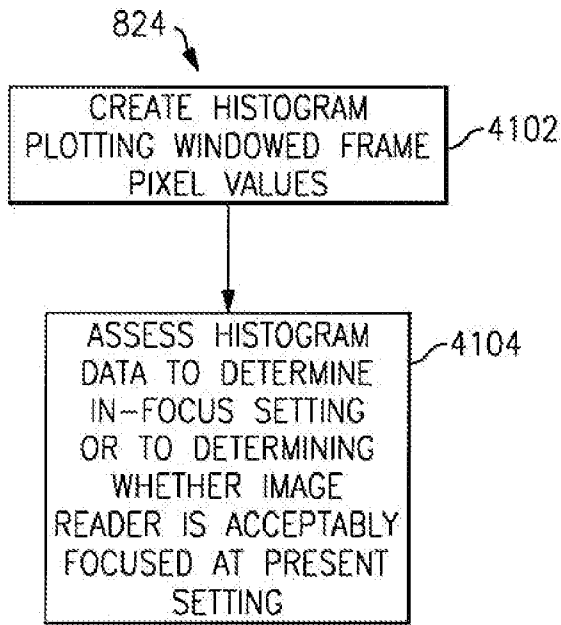 824
CREATE HISTOGRAM
PLOTTING WINDOWED FRAME
PIXEL VALUES
4102
ASSESS HISTOGRAM
DATA TO DETERMINE
IN-FOCUS SETTING
OR TO DETERMINING
WHETHER IMAGE
READER IS ACCEPTABLY
FOCUSED AT PRESENT
SETTING
4104